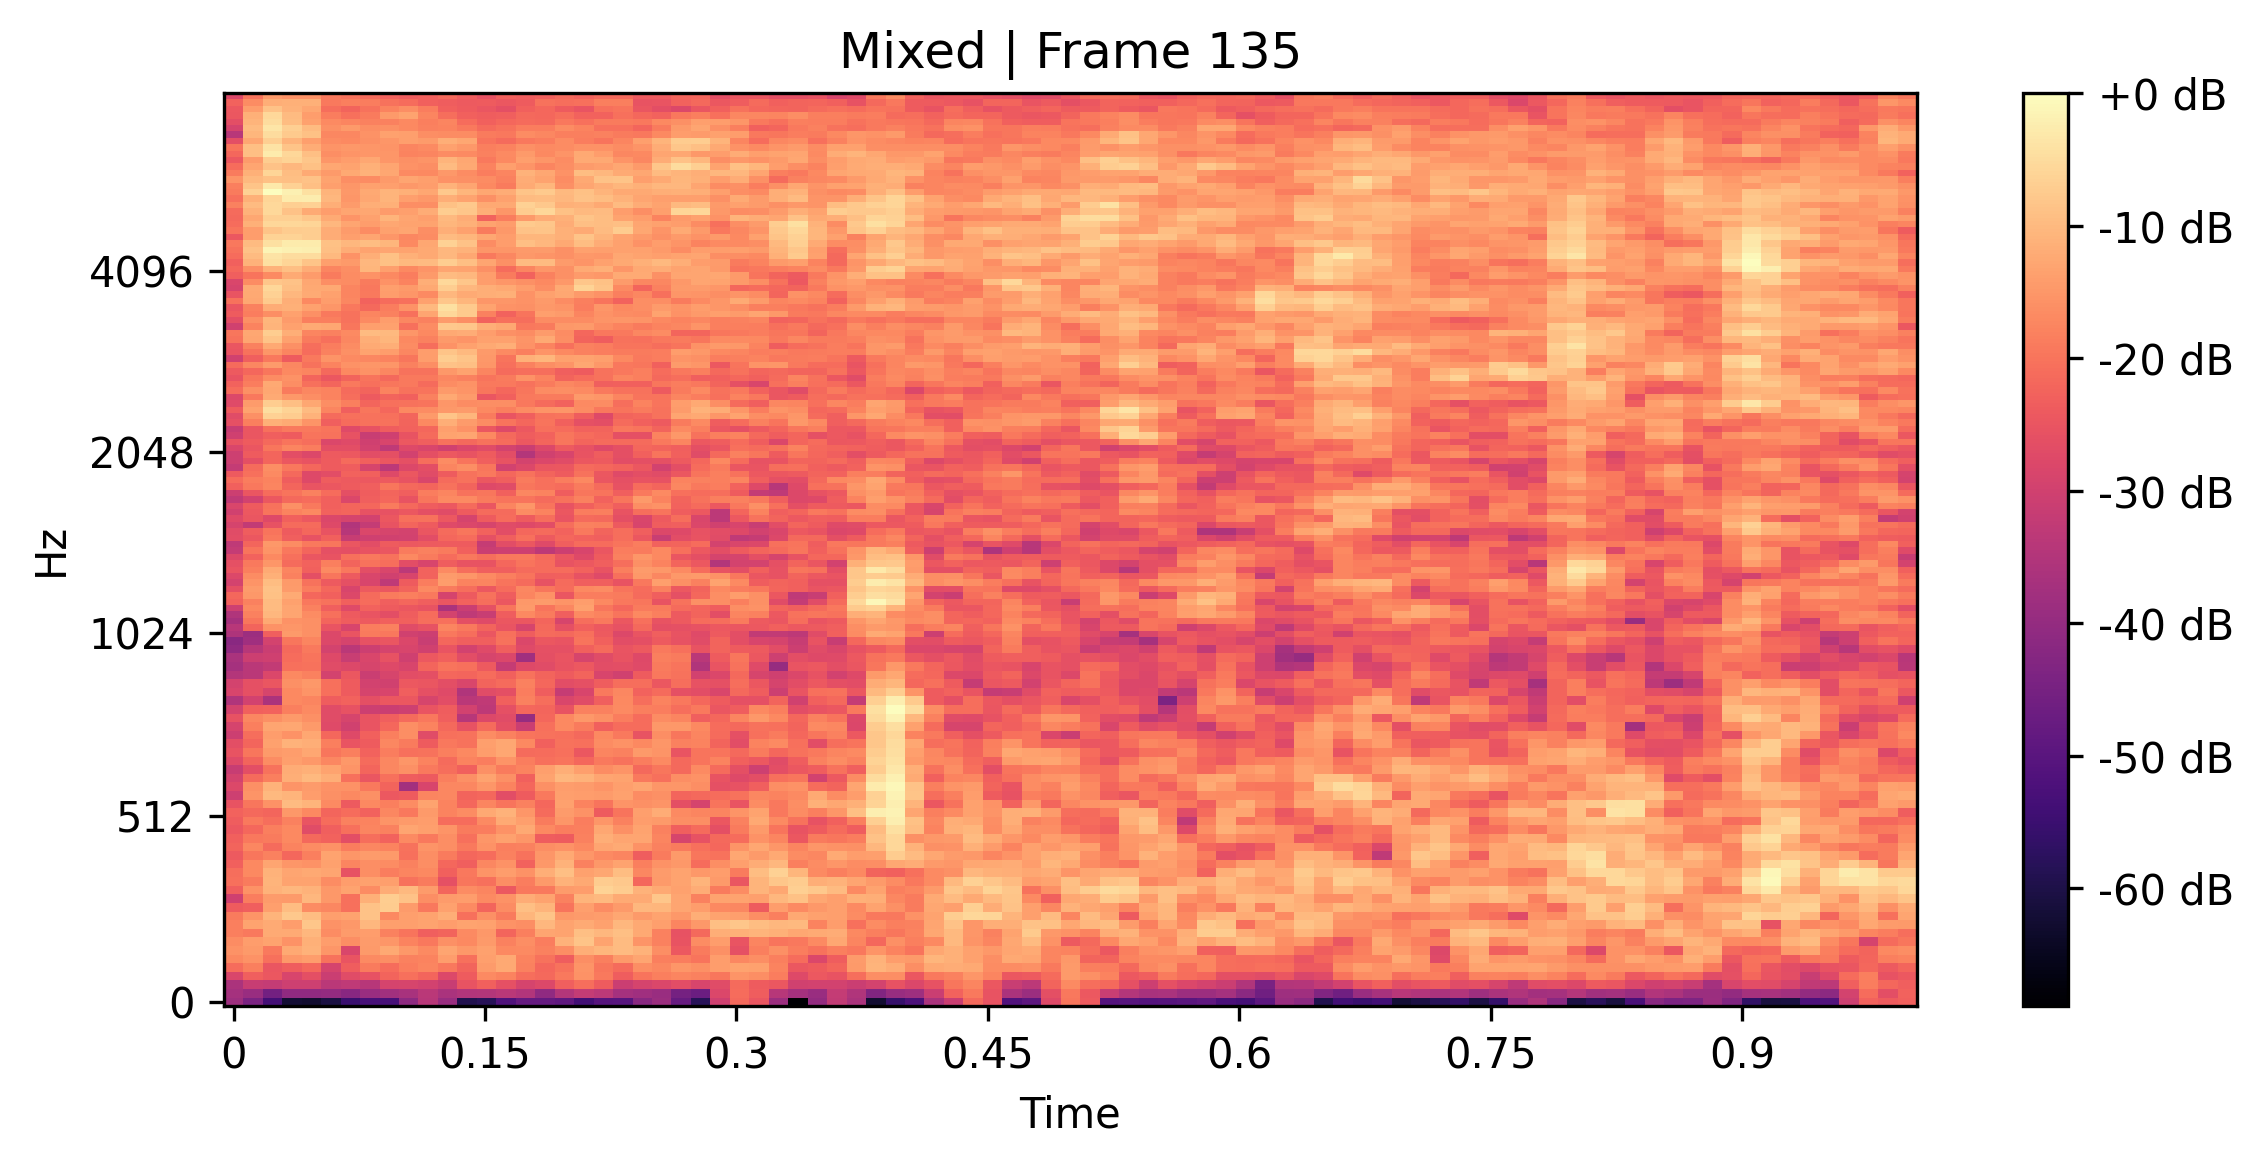 Mixed | Frame 135
+0 dB
-10 dB
-20 dB
-30 dB
-40 dB
-50 dB
-60 dB
4096
2048
1024
512
0
Hz
0 0.15 0.3 0.45 0.6 0.75 0.9
Time